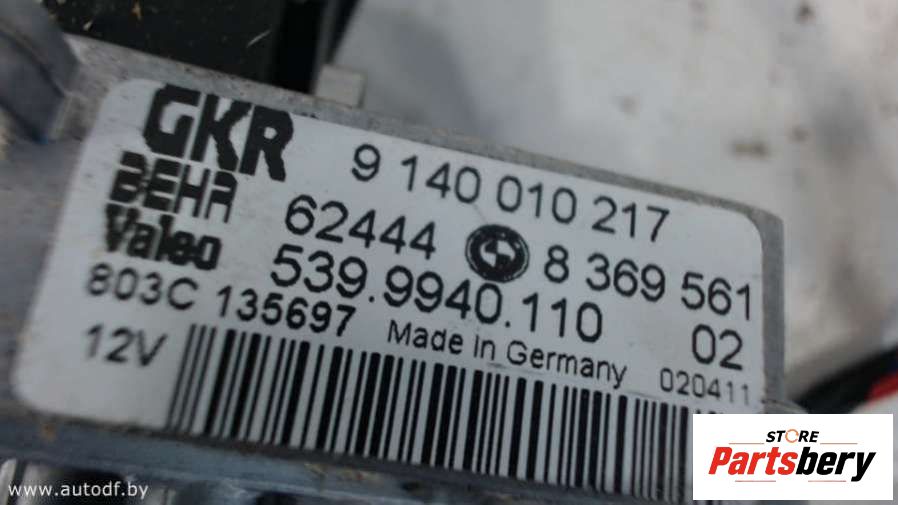 GKR 9 140 010 217
BEHR 62444 8 369 561
Valeo 539.9940.110 02
803C 135697 Made in Germany 020411
12V
STORE
Partsbery
www.autodf.by